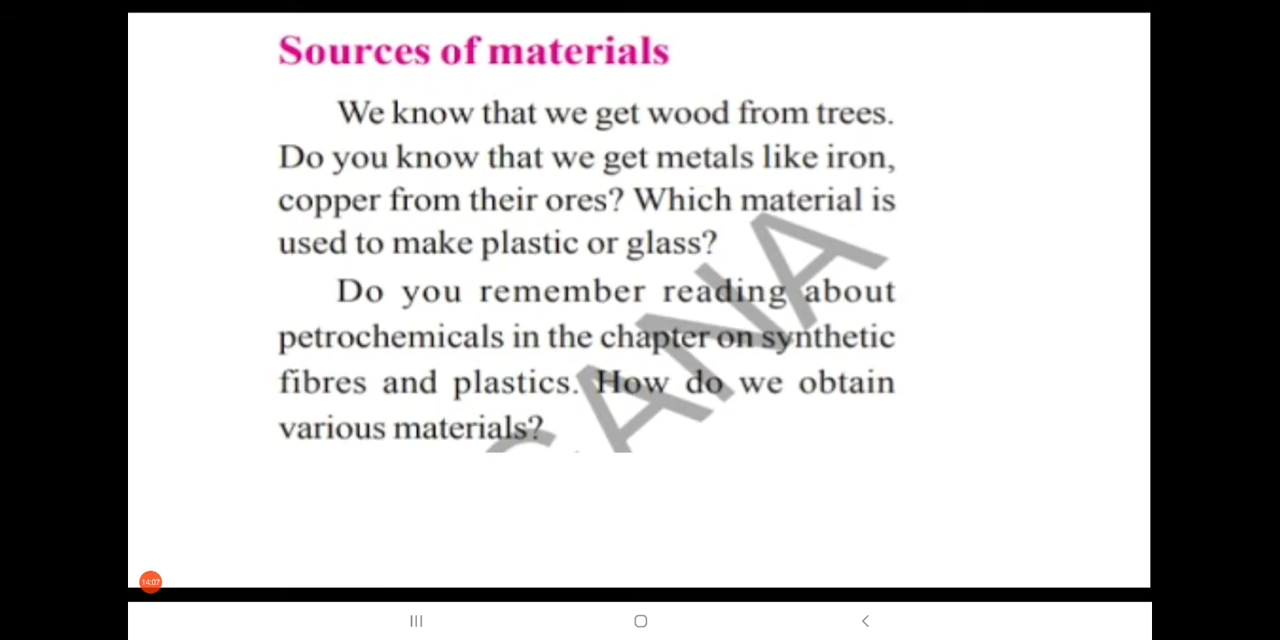 Sources of materials
We know that we get wood from trees.
Do you know that we get metals like iron,
copper from their ores? Which material is
used to make plastic or glass?
Do you remember reading about
petrochemicals in the chapter on synthetic
fibres and plastics. How do we obtain
various materials?
14:07